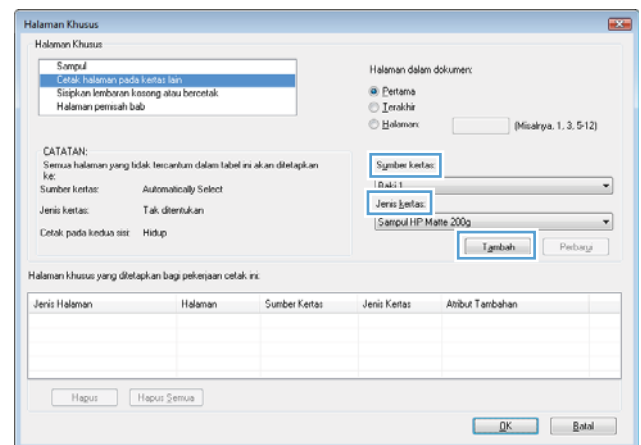 Halaman Khusus
Halaman Khusus
Sampul
Cetak halaman pada kertas lain
Sisipkan lembaran kosong atau bercetak
Halaman pemisah bab
Halaman dalam dokumen:
Pertama
Terakhir
Halaman:
(Misalnya, 1, 3, 5-12)
CATATAN:
Semua halaman yang tidak tercantum dalam tabel ini akan ditetapkan
ke:
Sumber kertas: Automatically Select
Jenis kertas: Tak ditentukan
Cetak pada kedua sisi: Hidup
Sumber kertas:
Baki 1
Jenis kertas:
Sampul HP Matte 200g
Tambah Perbarui
Halaman khusus yang ditetapkan bagi pekerjaan cetak ini:
Jenis Halaman Halaman Sumber Kertas Jenis Kertas Atribut Tambahan
Hapus Hapus Semua
OK Batal